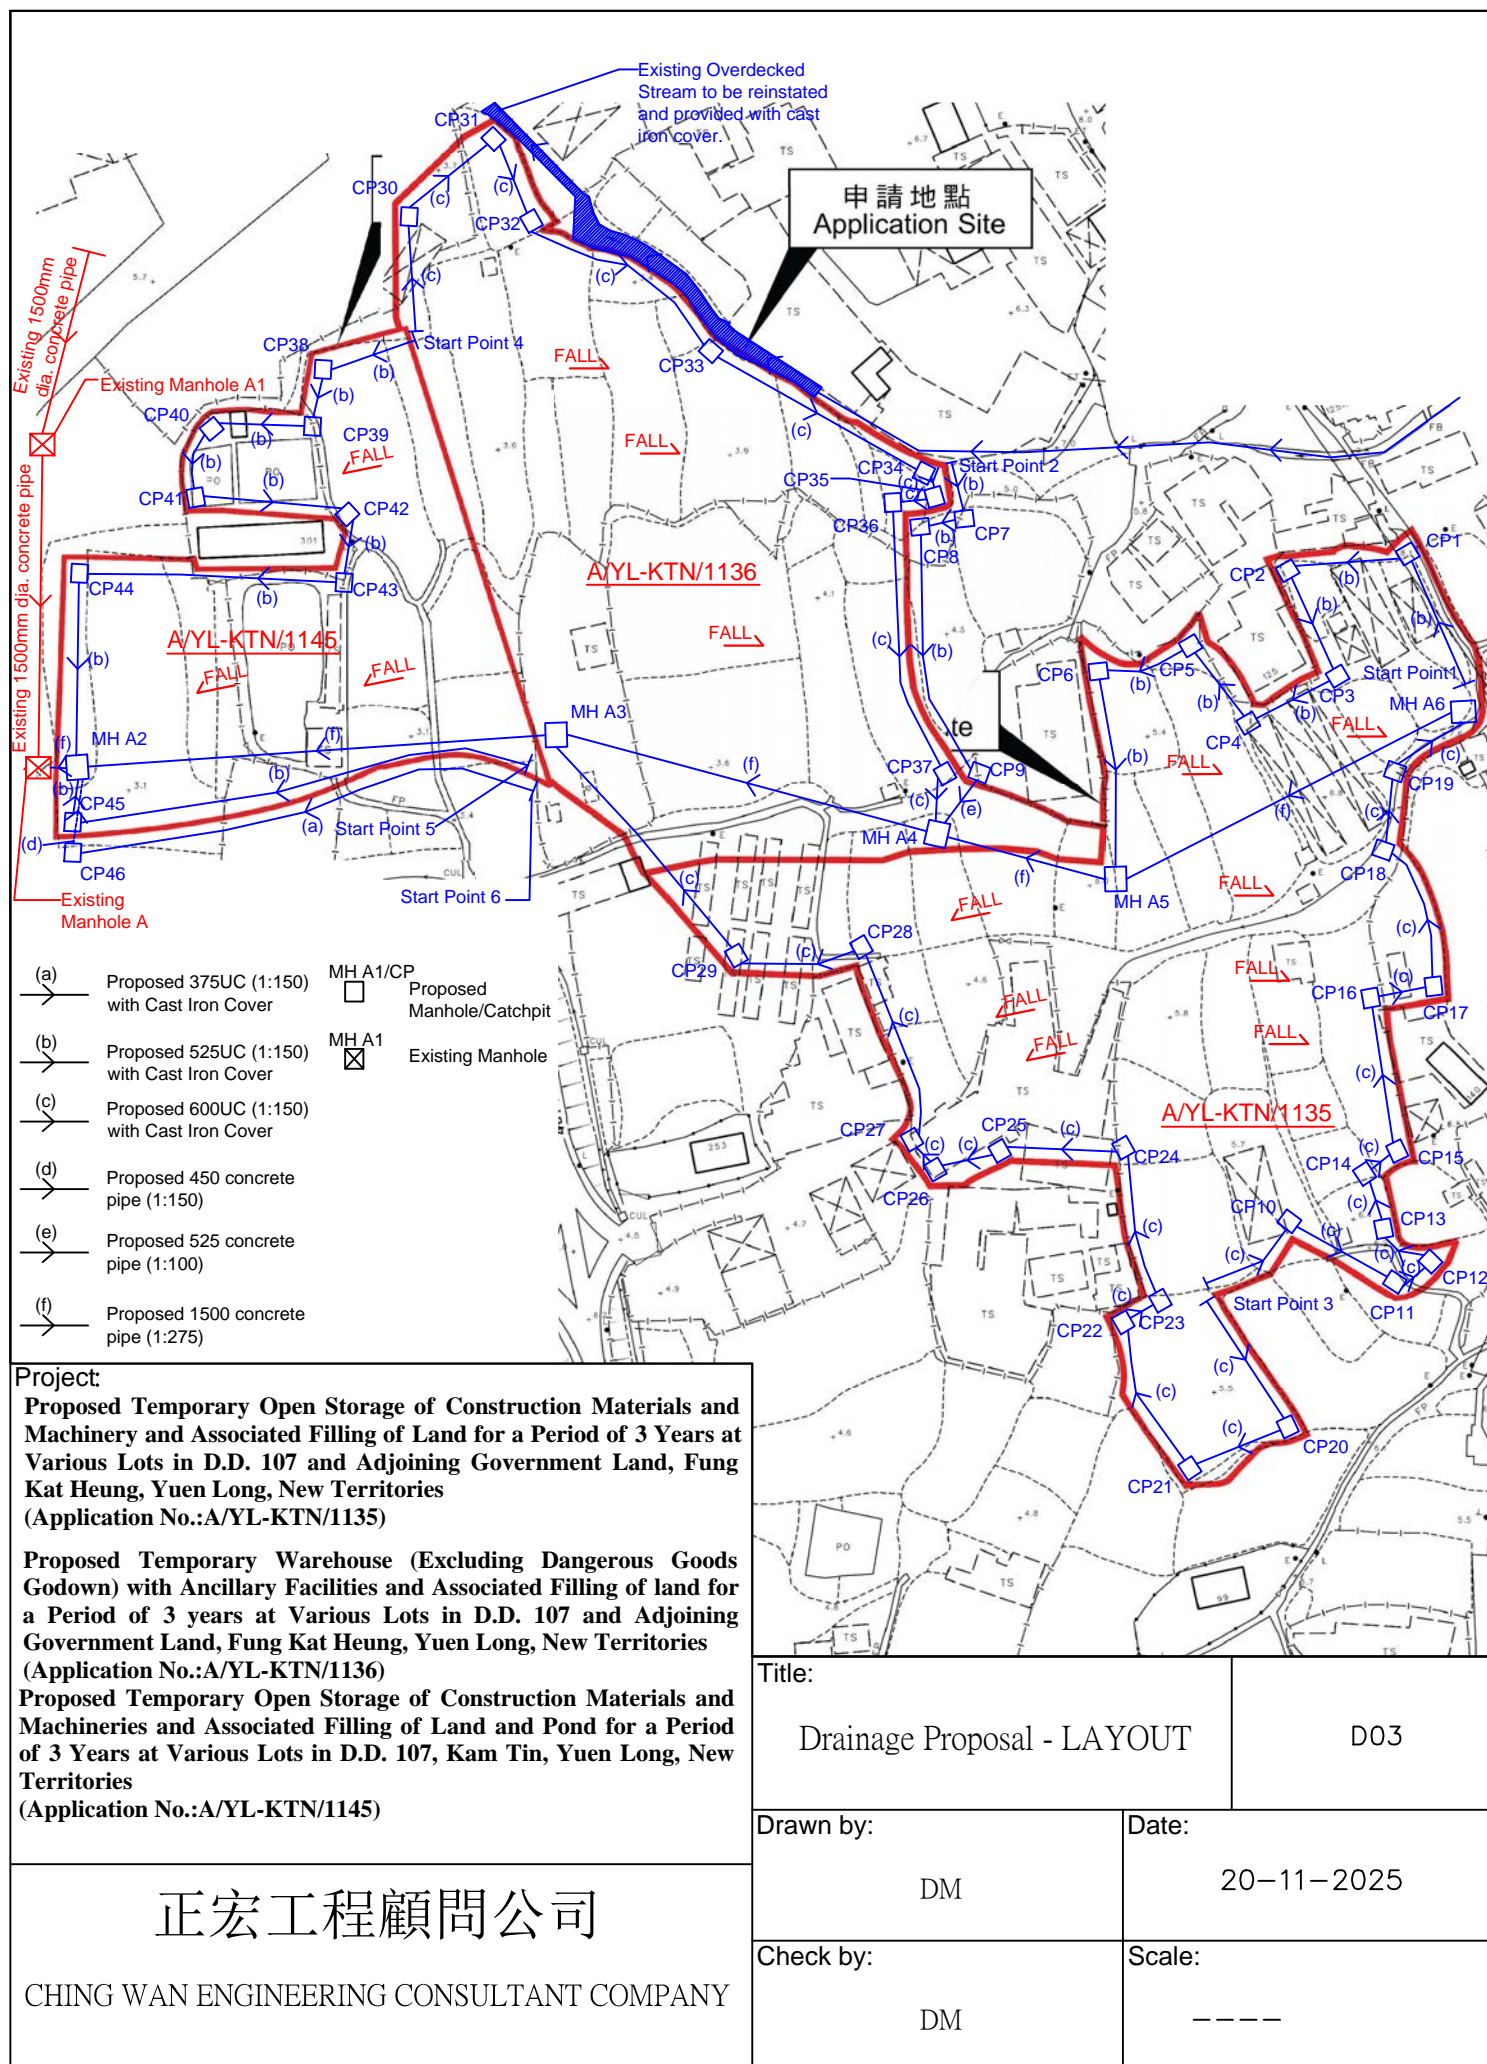 Existing Overdecked
Stream to be reinstated
and provided with cast
iron cover.
申請地點
Application Site
CP31
CP30
CP32
CP33
Start Point 4
CP38
CP40
CP39
CP41
CP42
CP44
CP43
Existing 1500mm
dia. concrete pipe
Existing Manhole A1
Existing 1500mm dia. concrete pipe
A/YL-KTN/1136
A/YL-KTN/1145
FALL
FALL
FALL
FALL
FALL
FALL
CP34
CP35
CP36
Start Point 2
CP7
CP8
CP1
CP2
CP3
CP4
CP5
CP6
Start Point1
MH A6
FALL
FALL
CP19
CP18
MH A2
MH A3
te
CP37
CP9
MH A4
MH A5
CP45
CP46
Start Point 5
Start Point 6
Existing
Manhole A
FALL
FALL
FALL
FALL
FALL
FALL
CP28
CP29
CP16
CP17
A/YL-KTN/1135
CP27
CP25
CP26
CP24
CP14
CP15
CP10
CP13
CP12
CP11
Start Point 3
CP22
CP23
CP20
CP21
(a)
Proposed 375UC (1:150)
with Cast Iron Cover
(b)
Proposed 525UC (1:150)
with Cast Iron Cover
(c)
Proposed 600UC (1:150)
with Cast Iron Cover
(d)
Proposed 450 concrete
pipe (1:150)
(e)
Proposed 525 concrete
pipe (1:100)
(f)
Proposed 1500 concrete
pipe (1:275)
MH A1/CP
Proposed
Manhole/Catchpit
MH A1
Existing Manhole
Project:
Proposed Temporary Open Storage of Construction Materials and
Machinery and Associated Filling of Land for a Period of 3 Years at
Various Lots in D.D. 107 and Adjoining Government Land, Fung
Kat Heung, Yuen Long, New Territories
(Application No.:A/YL-KTN/1135)
Proposed Temporary Warehouse (Excluding Dangerous Goods
Godown) with Ancillary Facilities and Associated Filling of land for
a Period of 3 years at Various Lots in D.D. 107 and Adjoining
Government Land, Fung Kat Heung, Yuen Long, New Territories
(Application No.:A/YL-KTN/1136)
Proposed Temporary Open Storage of Construction Materials and
Machineries and Associated Filling of Land and Pond for a Period
of 3 Years at Various Lots in D.D. 107, Kam Tin, Yuen Long, New
Territories
(Application No.:A/YL-KTN/1145)
正宏工程顧問公司
CHING WAN ENGINEERING CONSULTANT COMPANY
Title:
Drainage Proposal - LAYOUT
D03
Drawn by:
DM
Date:
20-11-2025
Check by:
DM
Scale:
----